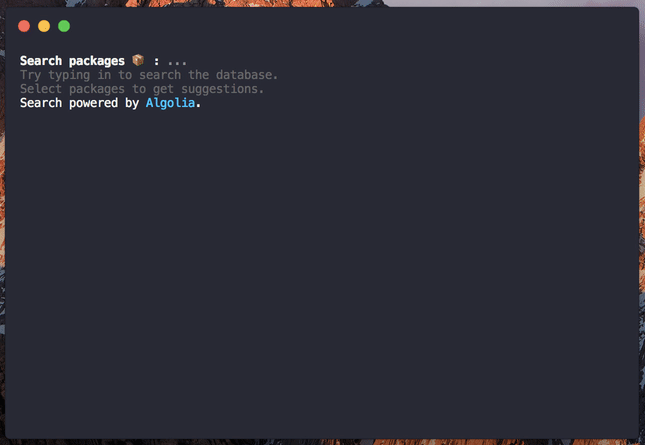 Search packages 📦 : ...
Try typing in to search the database.
Select packages to get suggestions.
Search powered by Algolia.